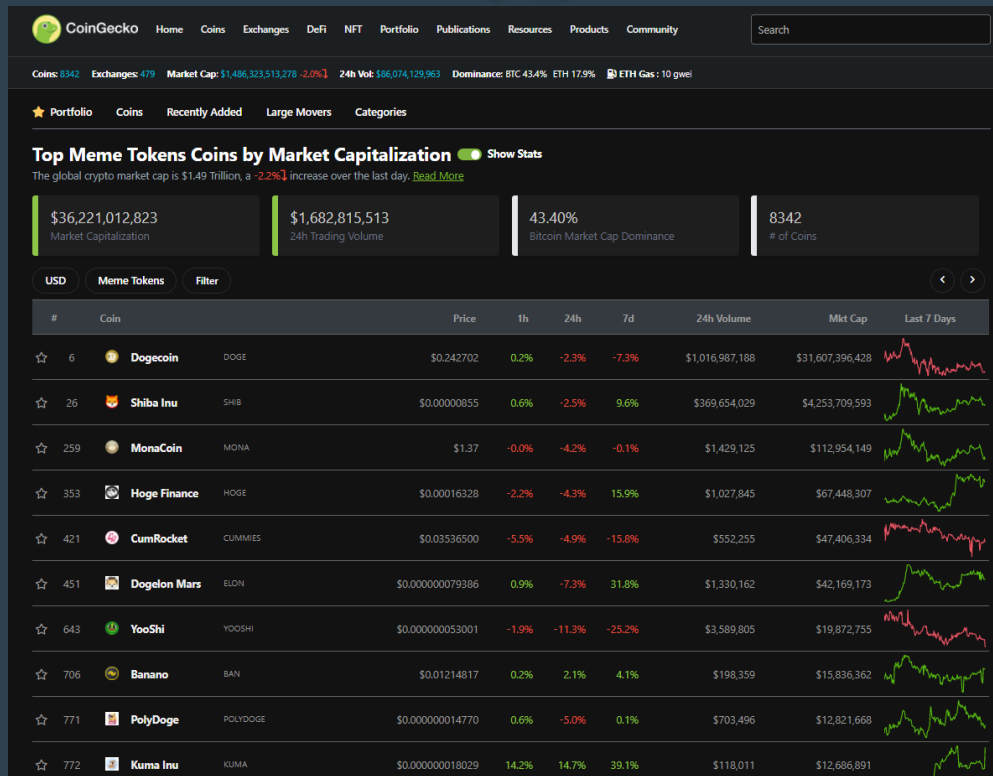 CoinGecko Home Coins Exchanges DeFi NFT Portfolio Publications Resources Products Community Search
Coins: 8342 Exchanges: 479 Market Cap: $1,486,323,513,278 -2.0% 24h Vol: $86,074,129,963 Dominance: BTC 43.4% ETH 17.9% ETH Gas: 10 gwei
Portfolio Coins Recently Added Large Movers Categories
Top Meme Tokens Coins by Market Capitalization Show Stats
The global crypto market cap is $1.49 Trillion, a -2.2% increase over the last day. Read More
$36,221,012,823 $1,682,815,513 43.40% 8342
Market Capitalization 24h Trading Volume Bitcoin Market Cap Dominance # of Coins
USD Meme Tokens Filter
# Coin Price 1h 24h 7d 24h Volume Mkt Cap Last 7 Days
6 Dogecoin DOGE $0.242702 0.2% -2.3% -7.3% $1,016,987,188 $31,607,396,428
26 Shiba Inu SHIB $0.00000855 0.6% -2.5% 9.6% $369,654,029 $4,253,709,593
259 MonaCoin MONA $1.37 -0.0% -4.2% -0.1% $1,429,125 $112,954,149
353 Hoge Finance HOGE $0.00016328 -2.2% -4.3% 15.9% $1,027,845 $67,448,307
421 CumRocket CUMMIES $0.03536500 -5.5% -4.9% -15.8% $552,255 $47,406,334
451 Dogelon Mars ELON $0.000000079386 0.9% -7.3% 31.8% $1,330,162 $42,169,173
643 YooShi YOOSHI $0.000000053001 -1.9% -11.3% -25.2% $3,589,805 $19,872,755
706 Banano BAN $0.01214817 0.2% 2.1% 4.1% $198,359 $15,836,362
771 PolyDoge POLYDOGE $0.000000014770 0.6% -5.0% 0.1% $703,496 $12,821,668
772 Kuma Inu KUMA $0.000000018029 14.2% 14.7% 39.1% $118,011 $12,686,891